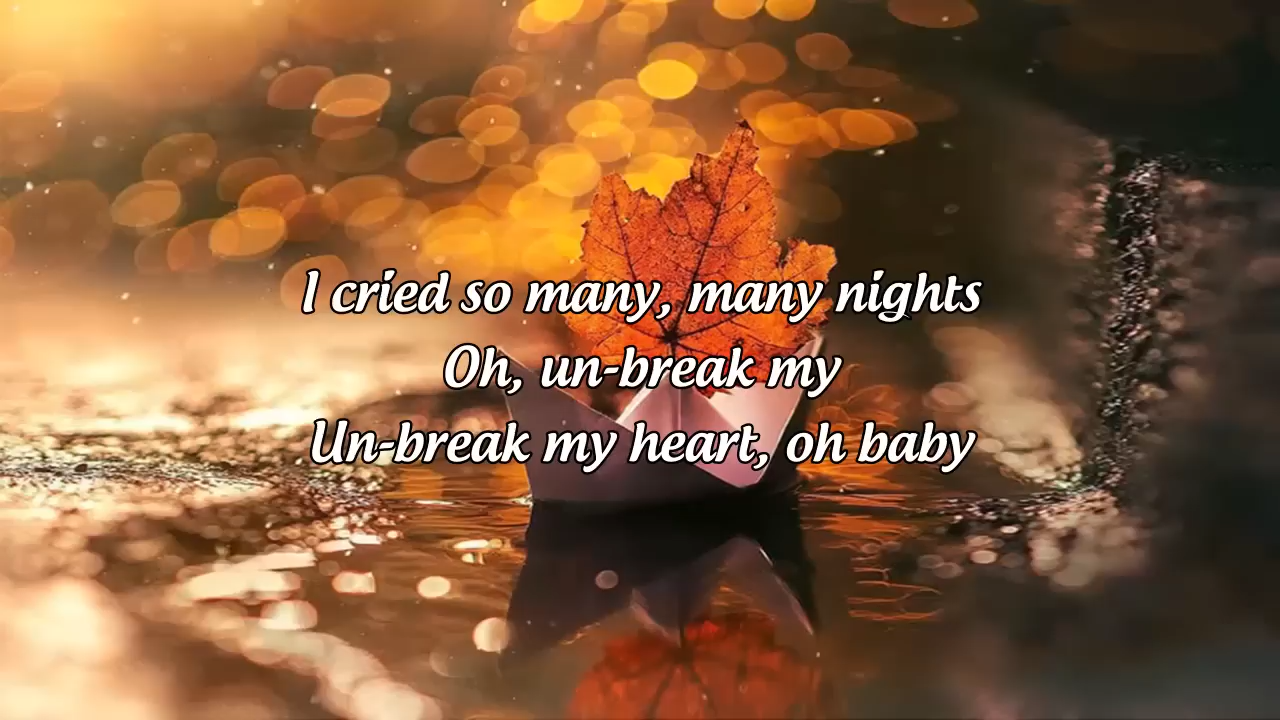 I cried so many, many nights
Oh, un-break my
Un-break my heart, oh baby